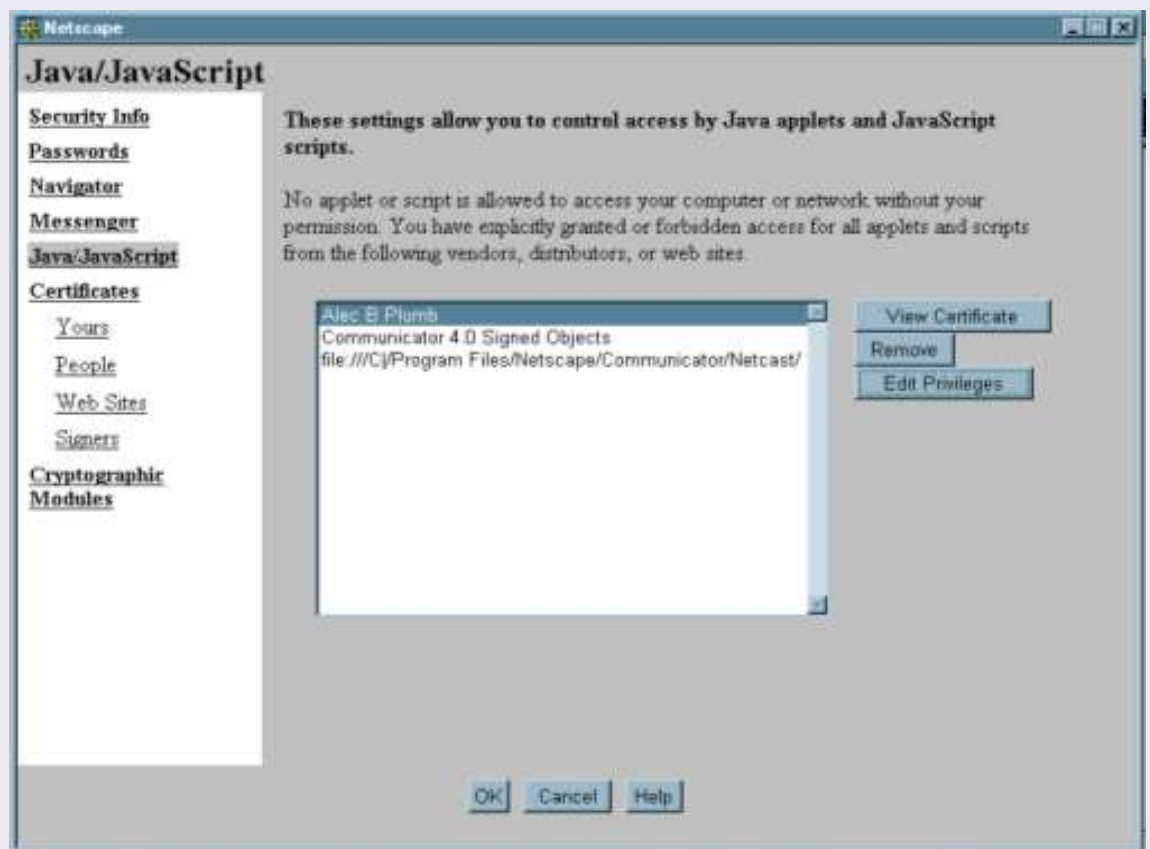 Netscape
Java/JavaScript
Security Info
Passwords
Navigator
Messenger
Java/JavaScript
Certificates
Yours
People
Web Sites
Signers
Cryptographic
Modules
These settings allow you to control access by Java applets and JavaScript
scripts.
No applet or script is allowed to access your computer or network without your
permission. You have explicitly granted or forbidden access for all applets and scripts
from the following vendors, distributors, or web sites.
Alec B Plumb
Communicator 4.0 Signed Objects
file:///C|/Program Files/Netscape/Communicator/Netcast/
View Certificate
Remove
Edit Privileges
OK
Cancel
Help